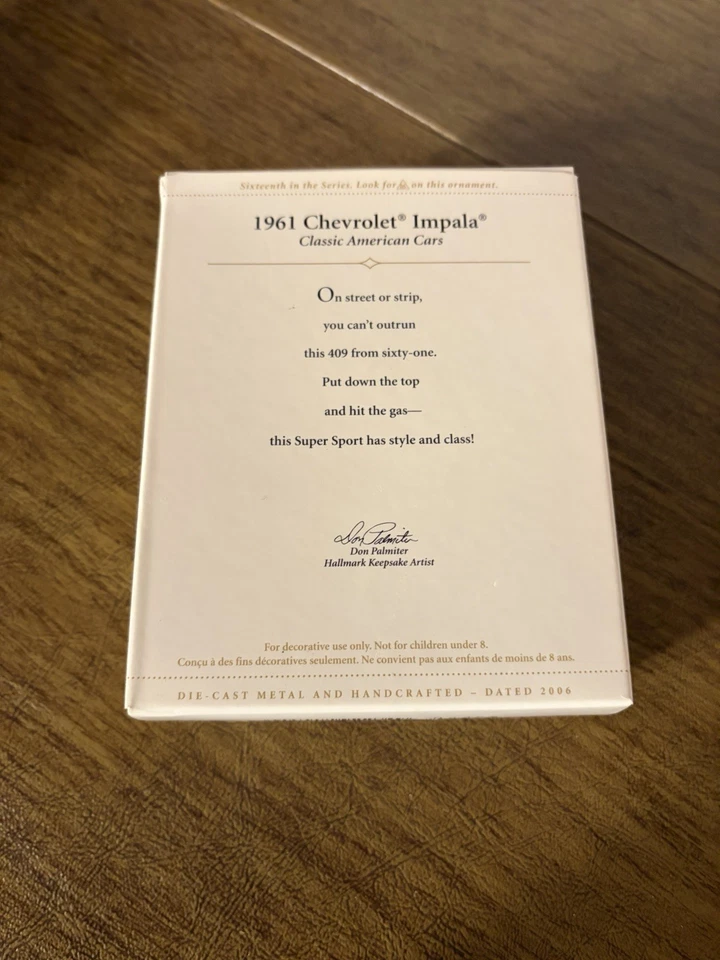 Sixteenth in the Series. Look for on this ornament.
1961 Chevrolet® Impala®
Classic American Cars
On street or strip,
you can't outrun
this 409 from sixty-one.
Put down the top
and hit the gas—
this Super Sport has style and class!
Don Palmiter
Don Palmiter
Hallmark Keepsake Artist
For decorative use only. Not for children under 8.
Conçu à des fins décoratives seulement. Ne convient pas aux enfants de moins de 8 ans.
DIE-CAST METAL AND HANDCRAFTED – DATED 2006